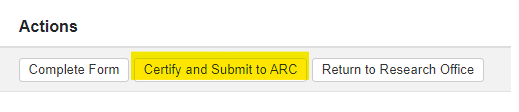 Actions
Complete Form Certify and Submit to ARC Return to Research Office